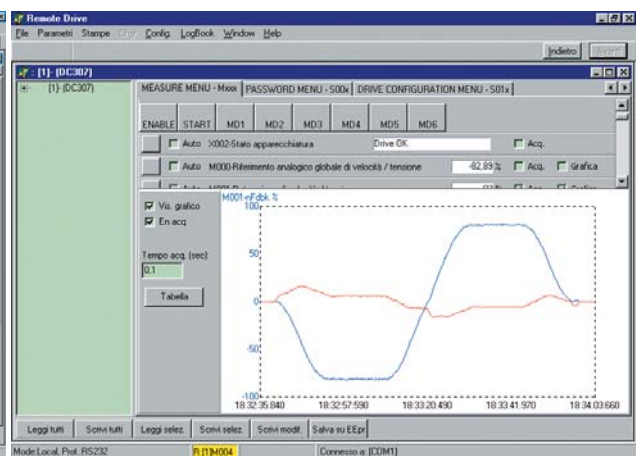 Remote Drive
File Parametri Stampe Config. LogBook Window Help
Indietro Avanti
: [1]- (DC307)
[1]- (DC307)
MEASURE MENU - Mxxx PASSWORD MENU - S00x DRIVE CONFIGURATION MENU - S01x
ENABLE START MD1 MD2 MD3 MD4 MD5 MD6
Auto X002-Stato apparecchiatura Drive OK Acq.
Auto M000-Riferimento analogico globale di velocità / tensione -82,89 % Acq. Grafica
Vis. grafico
En acq
Tempo acq. (sec)
0,1
Tabella
M001-nFdbk %
100
50
0
-50
-100
18:32:35:840 18:32:57:590 18:33:20:490 18:33:41:970 18:34:03:660
Leggi tutti Scrivi tutti Leggi selez. Scrivi selez. Scrivi modif. Salva su EEpr
Mode:Local, Prot.:RS232 R:[1]M004 Connesso a: [COM1]